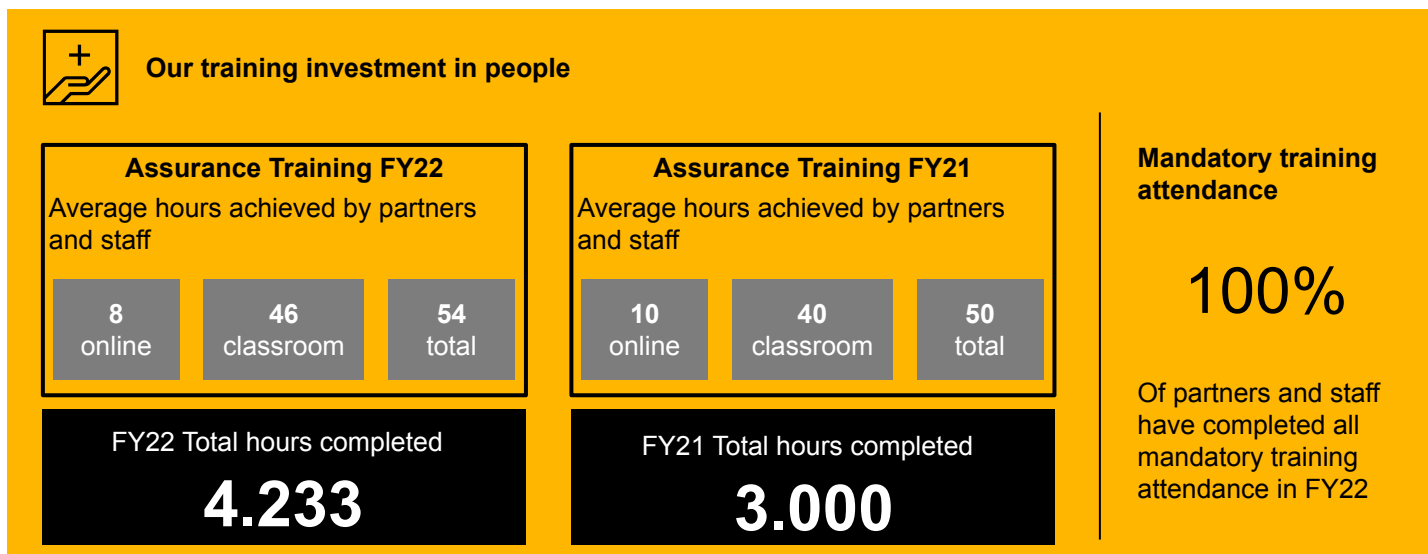 Our training investment in people
Assurance Training FY22
Average hours achieved by partners
and staff
8
online
46
classroom
54
total
FY22 Total hours completed
4.233
Assurance Training FY21
Average hours achieved by partners
and staff
10
online
40
classroom
50
total
FY21 Total hours completed
3.000
Mandatory training
attendance
100%
Of partners and staff
have completed all
mandatory training
attendance in FY22